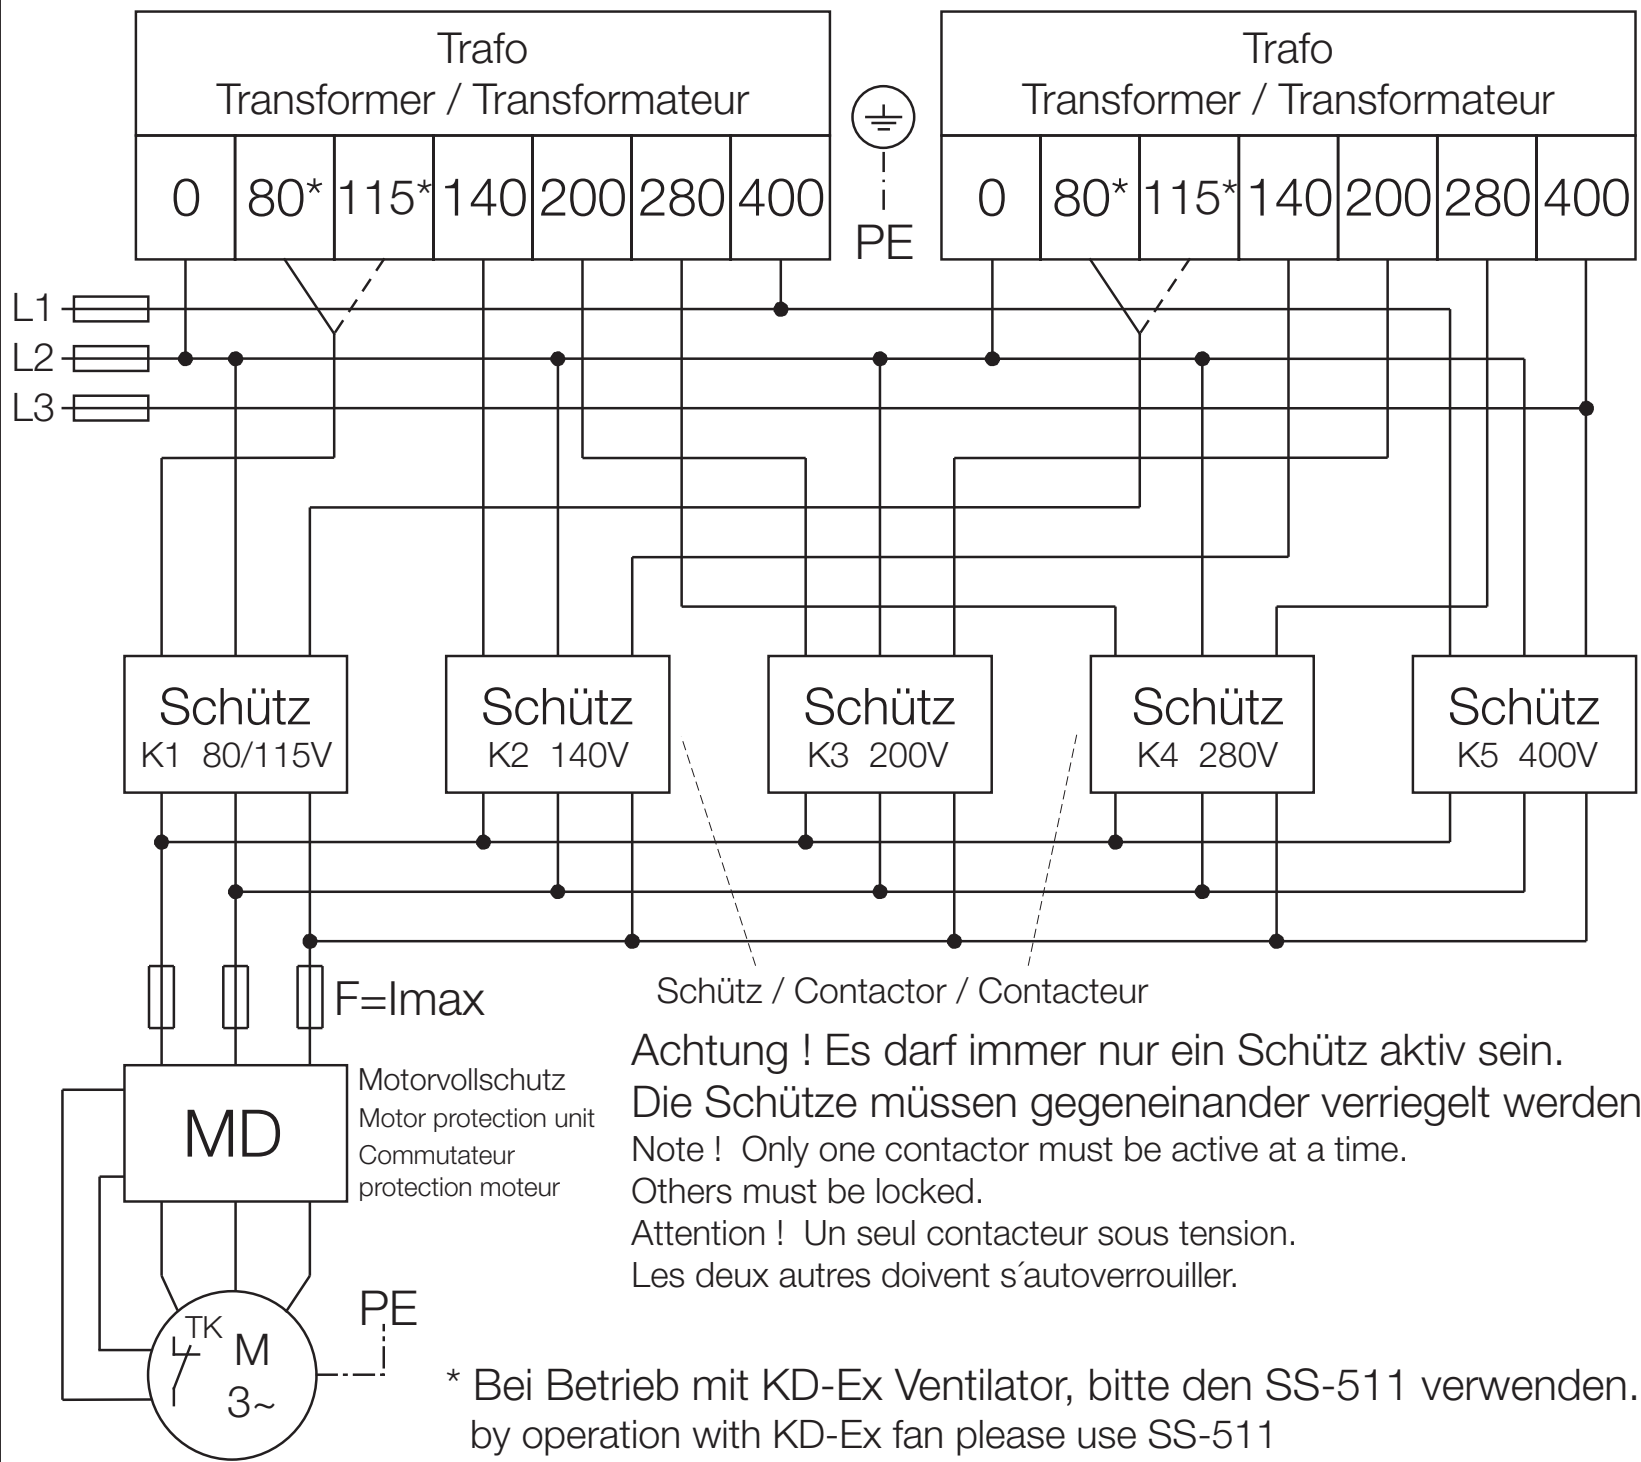 Trafo
Transformer / Transformateur
0 80* 115* 140 200 280 400
PE
Trafo
Transformer / Transformateur
0 80* 115* 140 200 280 400
L1
L2
L3
Schütz
K1 80/115V
Schütz
K2 140V
Schütz
K3 200V
Schütz
K4 280V
Schütz
K5 400V
F=Imax
Schütz / Contactor / Contacteur
Achtung ! Es darf immer nur ein Schütz aktiv sein.
Die Schütze müssen gegeneinander verriegelt werden
Note ! Only one contactor must be active at a time.
Others must be locked.
Attention ! Un seul contacteur sous tension.
Les deux autres doivent s´autoverrouiller.
MD
Motorvollschutz
Motor protection unit
Commutateur
protection moteur
TK
M
3~
PE
* Bei Betrieb mit KD-Ex Ventilator, bitte den SS-511 verwenden.
by operation with KD-Ex fan please use SS-511